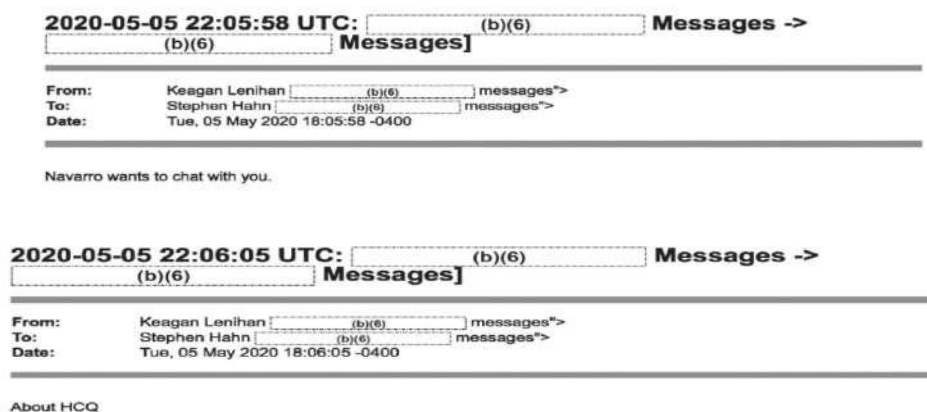 2020-05-05 22:05:58 UTC: (b)(6) Messages ->
(b)(6) Messages]
From: Keagan Lenihan (b)(6) messages">
To: Stephen Hahn (b)(6) messages">
Date: Tue, 05 May 2020 18:05:58 -0400
Navarro wants to chat with you.
2020-05-05 22:06:05 UTC: (b)(6) Messages ->
(b)(6) Messages]
From: Keagan Lenihan (b)(6) messages">
To: Stephen Hahn (b)(6) messages">
Date: Tue, 05 May 2020 18:06:05 -0400
About HCQ